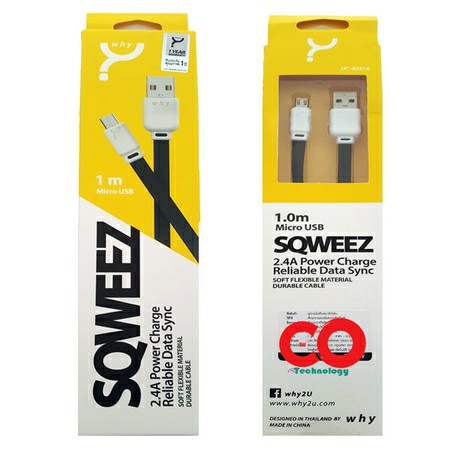 why
1 YEAR
1 m
Micro USB
SQWEEZ
2.4A Power Charge
Reliable Data Sync
SOFT FLEXIBLE MATERIAL
DURABLE CABLE
1.0m
Micro USB
SQWEEZ
2.4A Power Charge
Reliable Data Sync
SOFT FLEXIBLE MATERIAL
DURABLE CABLE
CO
Technology
why2U
www.why2u.com
DESIGNED IN THAILAND BY why
MADE IN CHINA